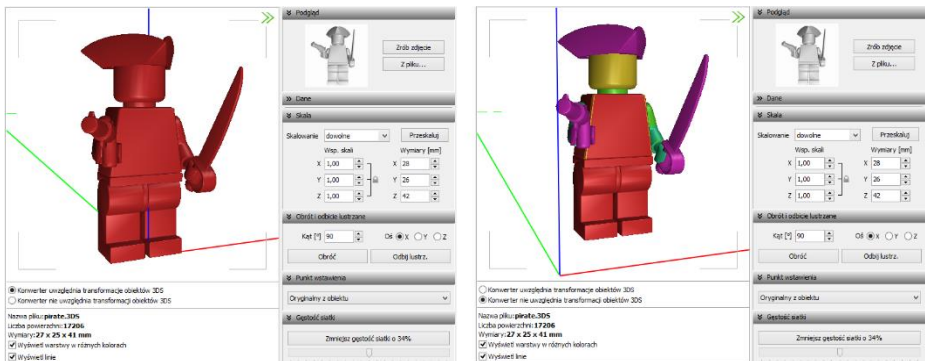 Podgląd
Zrób zdjęcie
Z pliku...
Dane
Skala
Skalowanie dowolne Przeskaluj
Wsp. skali Wymiary [mm]
X 1,00 X 28
Y 1,00 Y 26
Z 1,00 Z 42
Obrót i odbicie lustrzane
Kąt [°] 90 Oś X Y Z
Obróć Odbij lustrz.
Punkt wstawienia
Oryginalny z obiektu
Gęstość siatki
Zmniejsz gęstość siatki o 34%
Konwerter uwzględnia transformacje obiektów 3DS
Konwerter nie uwzględnia transformacji obiektów 3DS
Nazwa pliku:pirate.3DS
Liczba powierzchni:17206
Wymiary:27 x 25 x 41 mm
Wyświetl warstwy w różnych kolorach
Wyświetl linie
Podgląd
Zrób zdjęcie
Z pliku...
Dane
Skala
Skalowanie dowolne Przeskaluj
Wsp. skali Wymiary [mm]
X 1,00 X 28
Y 1,00 Y 26
Z 1,00 Z 42
Obrót i odbicie lustrzane
Kąt [°] 90 Oś X Y Z
Obróć Odbij lustrz.
Punkt wstawienia
Oryginalny z obiektu
Gęstość siatki
Zmniejsz gęstość siatki o 34%
Konwerter uwzględnia transformacje obiektów 3DS
Konwerter nie uwzględnia transformacji obiektów 3DS
Nazwa pliku:pirate.3DS
Liczba powierzchni:17206
Wymiary:27 x 25 x 41 mm
Wyświetl warstwy w różnych kolorach
Wyświetl linie